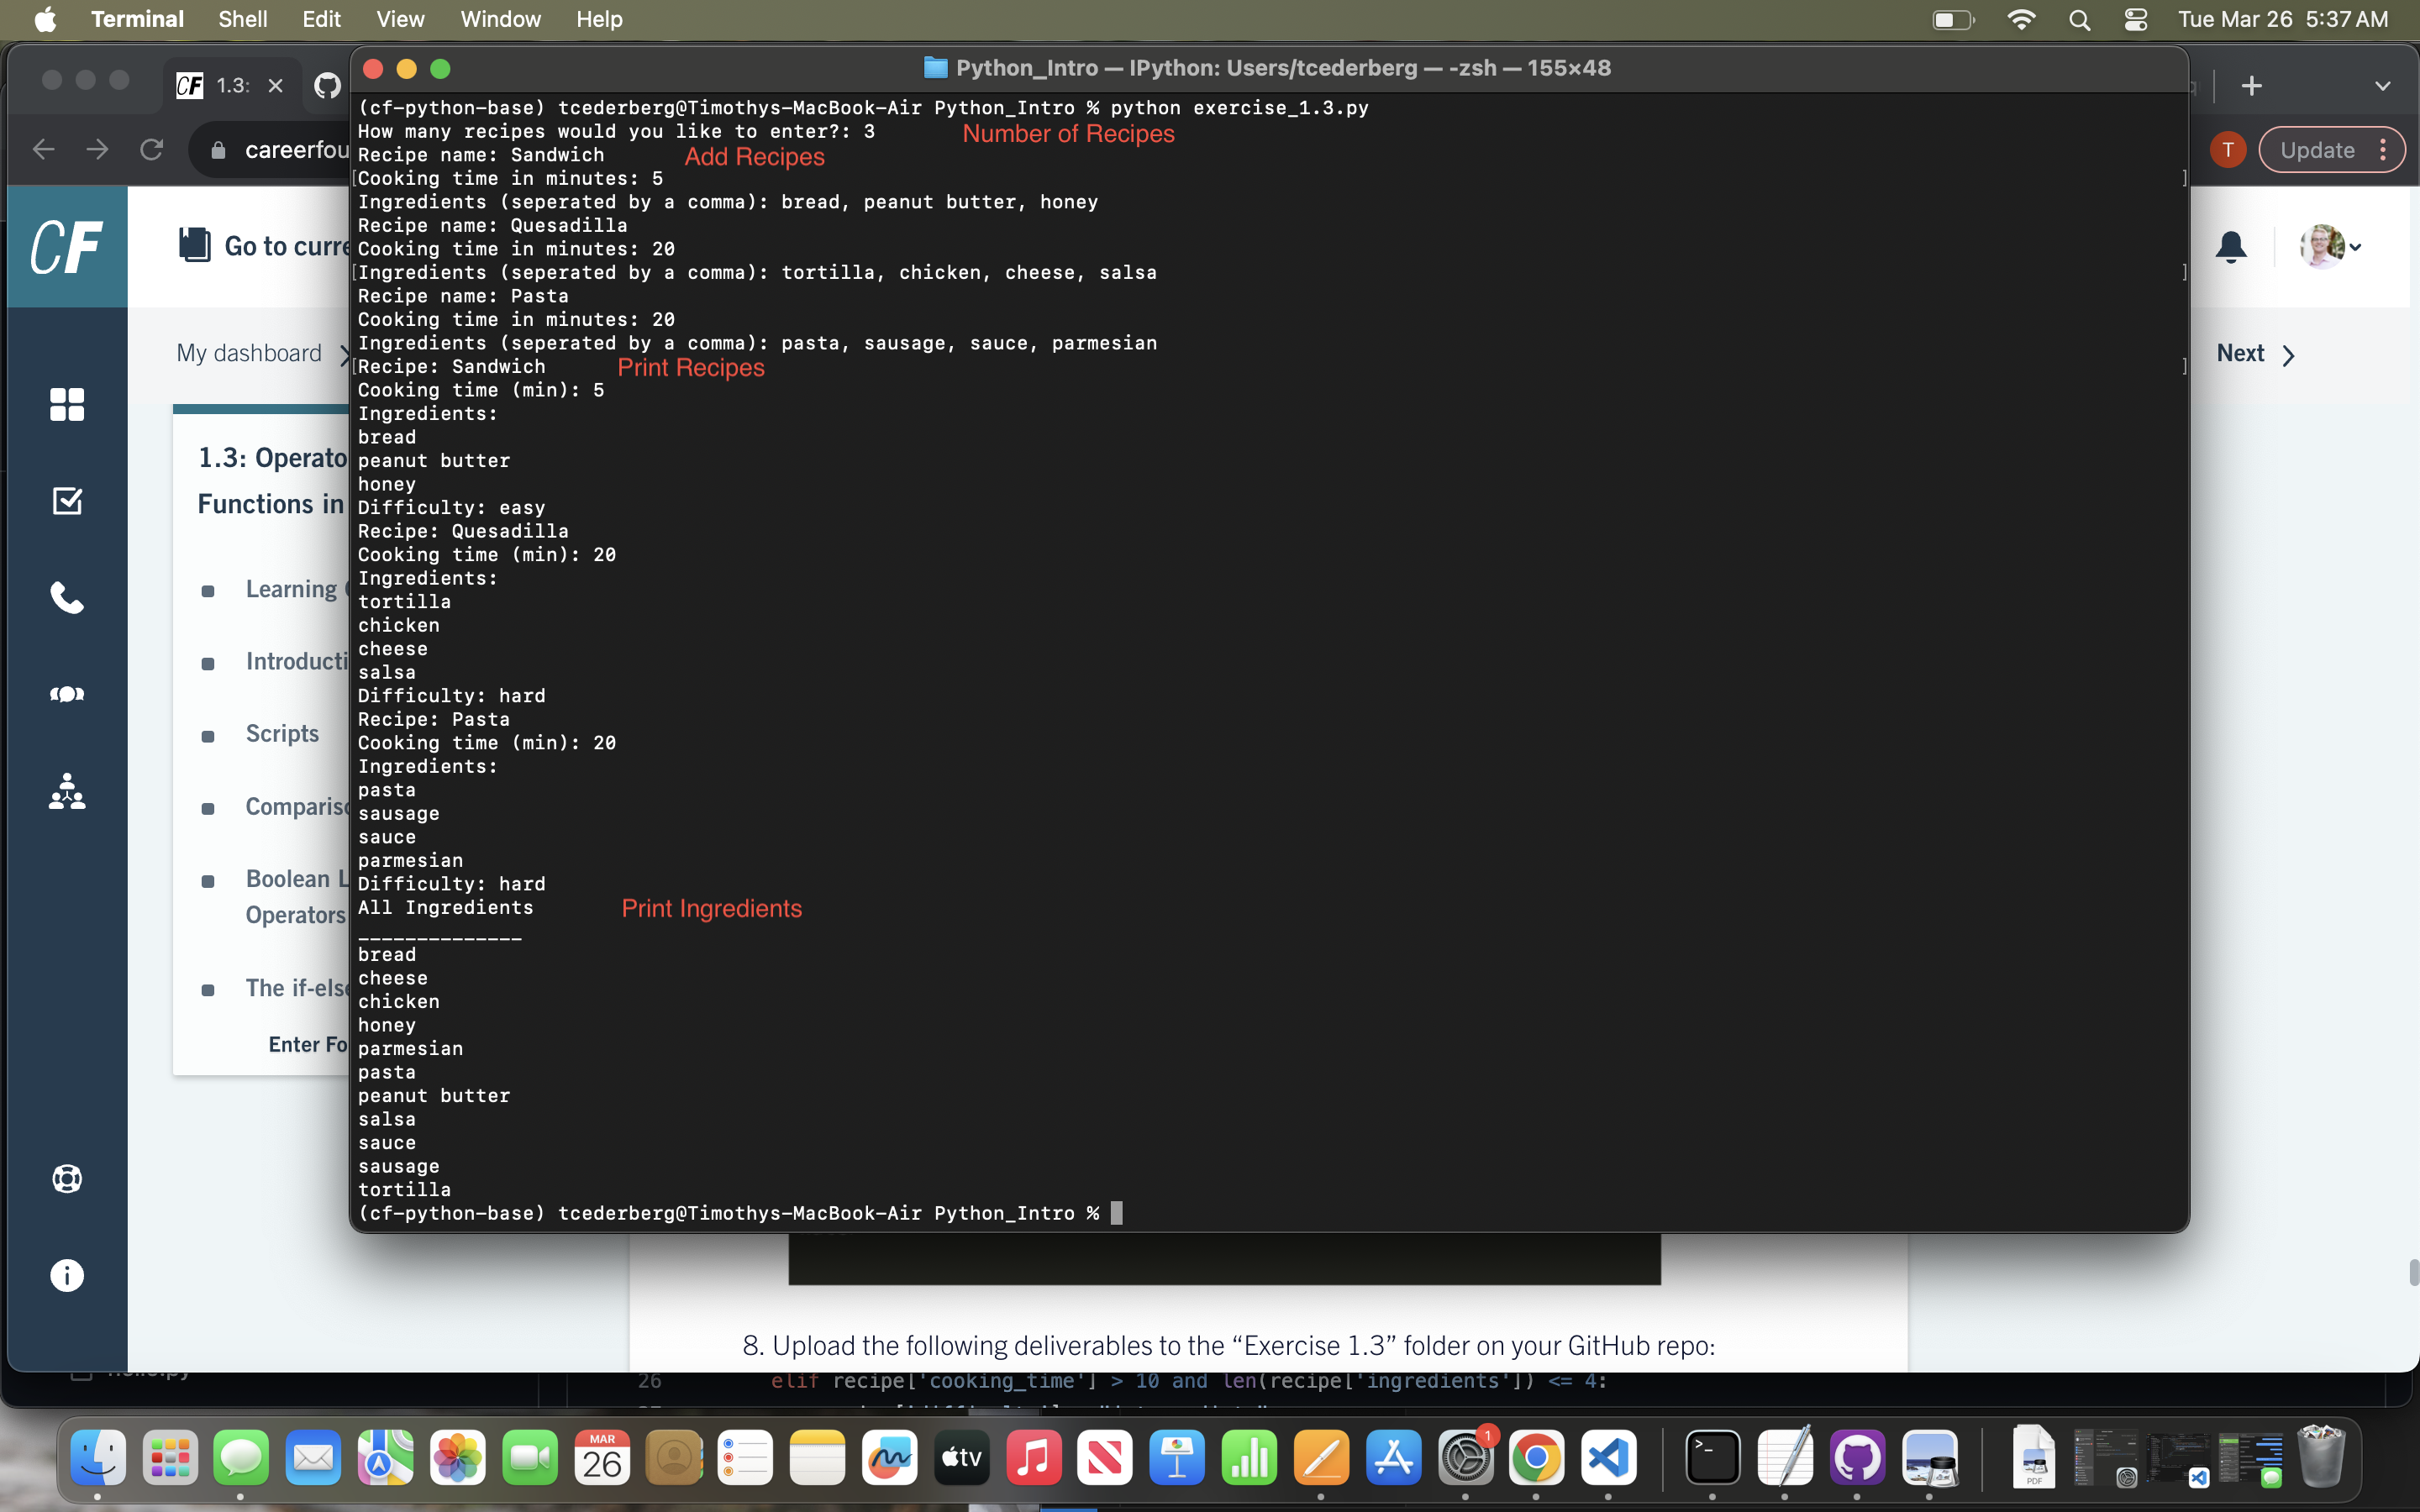 Terminal Shell Edit View Window Help Tue Mar 26 5:37 AM
Python_Intro — IPython: Users/tcederberg — -zsh — 155×48
CF 1.3:
careerfou
T Update
(cf-python-base) tcederberg@Timothys-MacBook-Air Python_Intro % python exercise_1.3.py
How many recipes would you like to enter?: 3 Number of Recipes
Recipe name: Sandwich Add Recipes
[Cooking time in minutes: 5 ]
Ingredients (seperated by a comma): bread, peanut butter, honey
Recipe name: Quesadilla
Cooking time in minutes: 20
[Ingredients (seperated by a comma): tortilla, chicken, cheese, salsa ]
Recipe name: Pasta
Cooking time in minutes: 20
Ingredients (seperated by a comma): pasta, sausage, sauce, parmesian
[Recipe: Sandwich Print Recipes ]
Cooking time (min): 5
Ingredients:
bread
peanut butter
honey
Difficulty: easy
Recipe: Quesadilla
Cooking time (min): 20
Ingredients:
tortilla
chicken
cheese
salsa
Difficulty: hard
Recipe: Pasta
Cooking time (min): 20
Ingredients:
pasta
sausage
sauce
parmesian
Difficulty: hard
All Ingredients Print Ingredients
______________
bread
cheese
chicken
honey
parmesian
pasta
peanut butter
salsa
sauce
sausage
tortilla
(cf-python-base) tcederberg@Timothys-MacBook-Air Python_Intro %
CF
Go to curre
My dashboard
Next
1.3: Operato
Functions in
Learning
Introducti
Scripts
Comparis
Boolean L
Operators
The if-els
Enter Fo
8. Upload the following deliverables to the “Exercise 1.3” folder on your GitHub repo:
26 elif recipe['cooking_time'] > 10 and len(recipe['ingredients']) <= 4:
MAR
26
tv
1
PDF